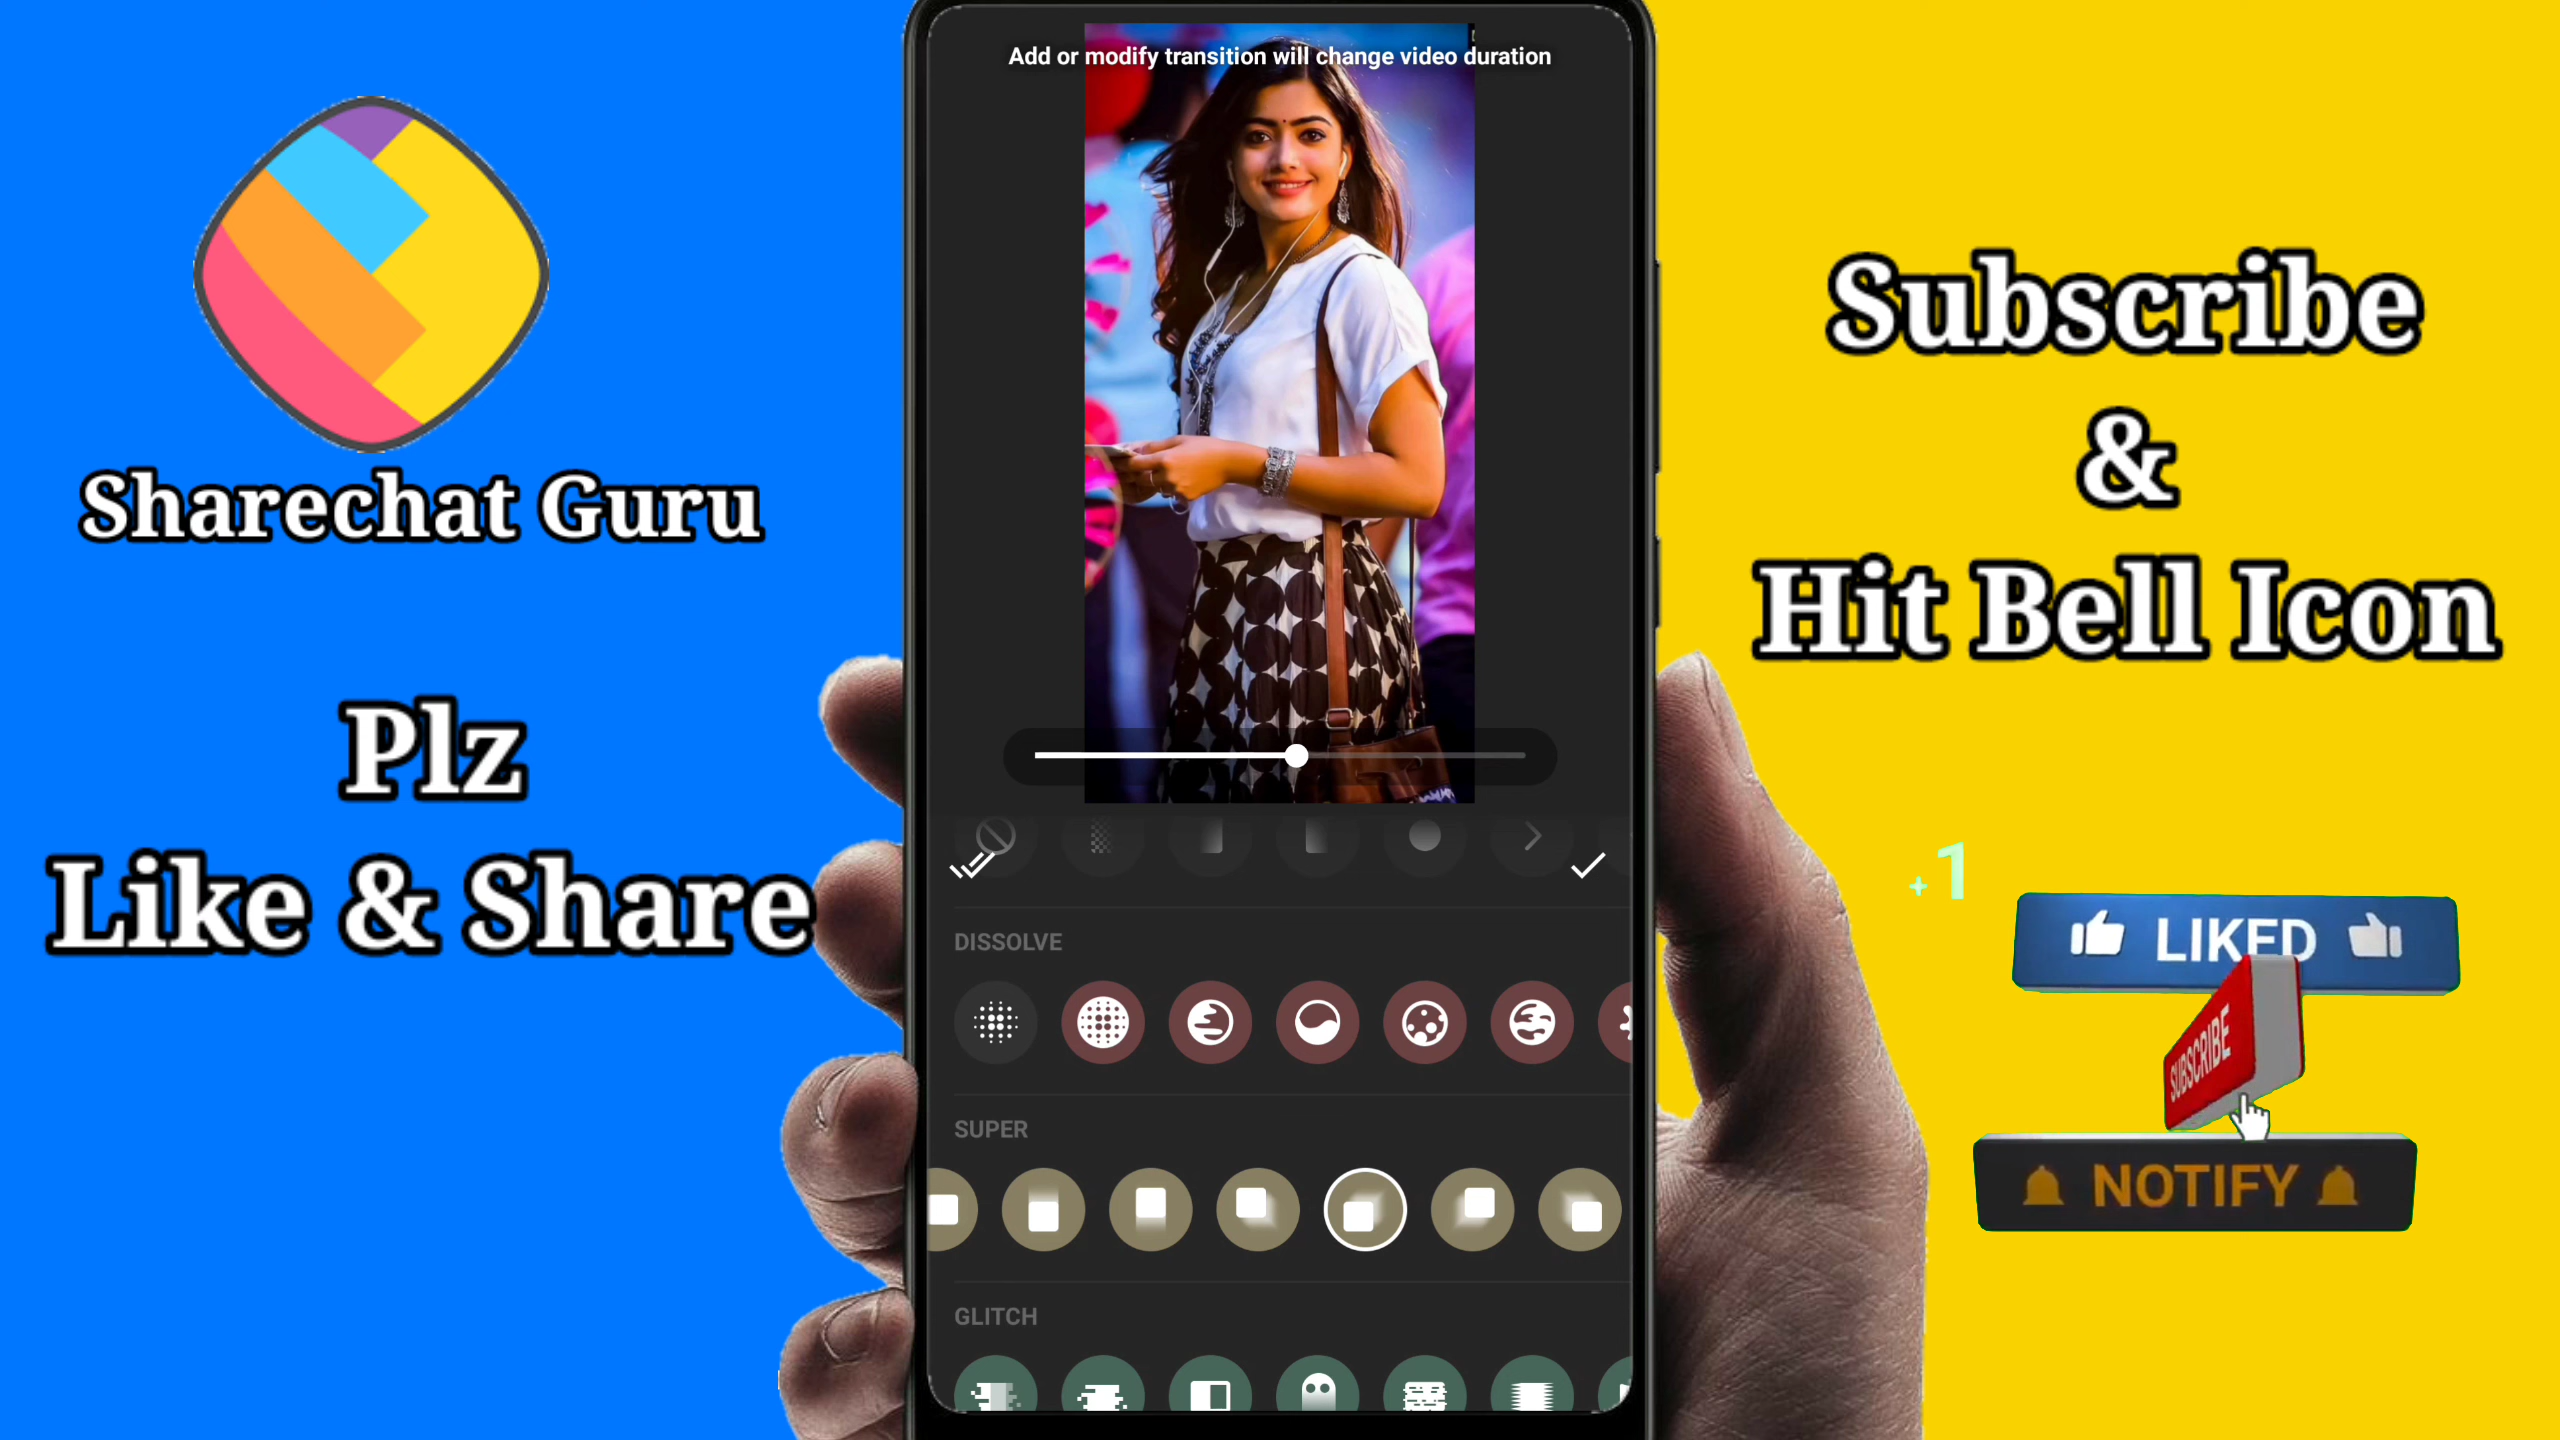 Add or modify transition will change video duration
Sharechat Guru
Plz
Like & Share
Subscribe
&
Hit Bell Icon
+1
LIKED
SUBSCRIBE
NOTIFY
DISSOLVE
SUPER
GLITCH